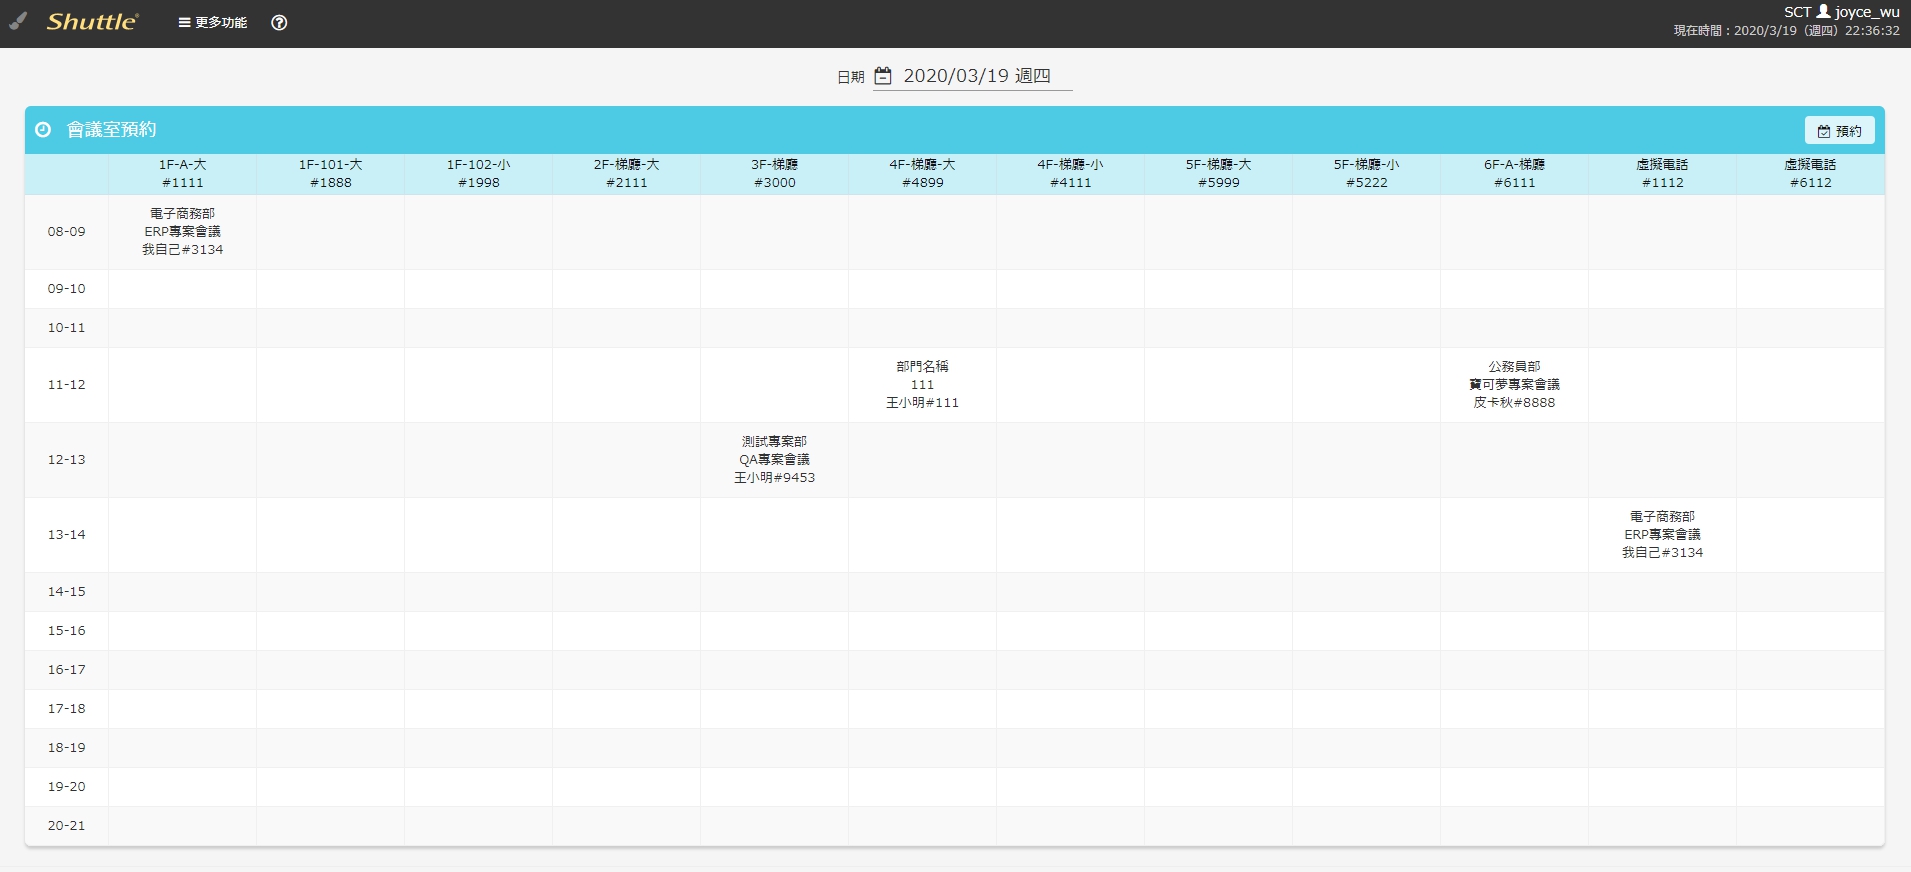 Shuttle
更多功能
SCT joyce_wu
現在時間：2020/3/19（週四）22:36:32
日期 2020/03/19 週四
會議室預約
預約
1F-A-大 1F-101-大 1F-102-小 2F-梯廳-大 3F-梯廳 4F-梯廳-大 4F-梯廳-小 5F-梯廳-大 5F-梯廳-小 6F-A-梯廳 虛擬電話 虛擬電話
#1111 #1888 #1998 #2111 #3000 #4899 #4111 #5999 #5222 #6111 #1112 #6112
08-09
電子商務部
ERP專案會議
我自己#3134
09-10
10-11
11-12
部門名稱
111
王小明#111
公務員部
寶可夢專案會議
皮卡秋#8888
12-13
測試專案部
QA專案會議
王小明#9453
13-14
電子商務部
ERP專案會議
我自己#3134
14-15
15-16
16-17
17-18
18-19
19-20
20-21